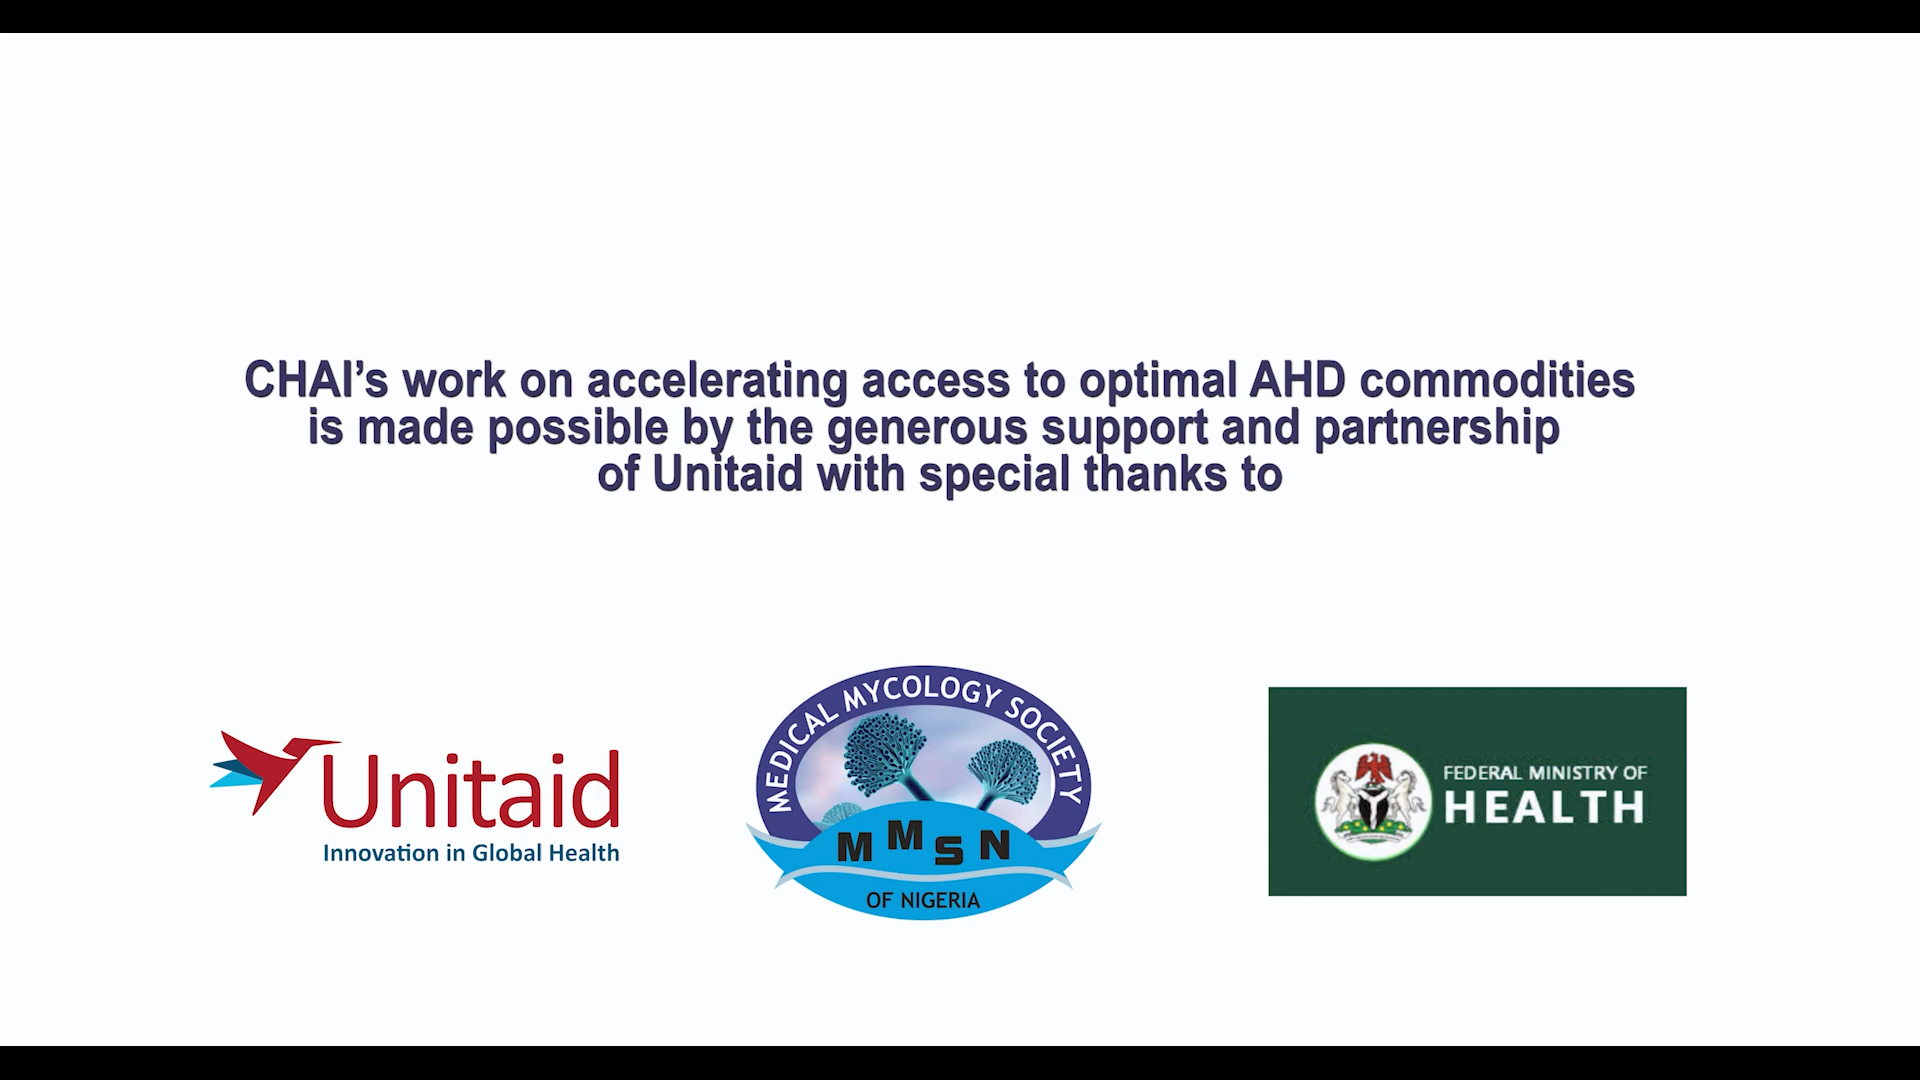 CHAI’s work on accelerating access to optimal AHD commodities
is made possible by the generous support and partnership
of Unitaid with special thanks to
Unitaid
Innovation in Global Health
MEDICAL MYCOLOGY SOCIETY
MMSN
OF NIGERIA
FEDERAL MINISTRY OF
HEALTH